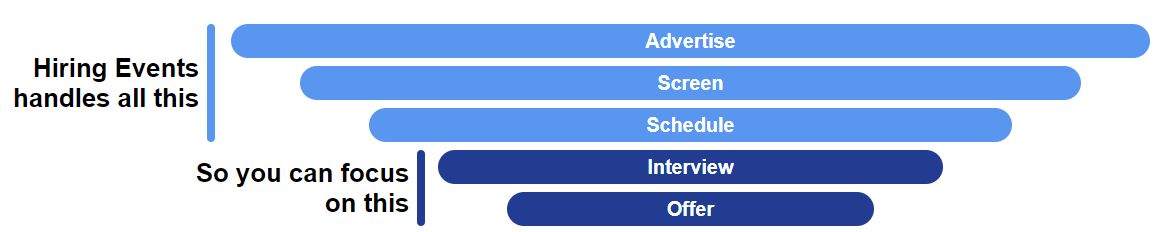 Hiring Events
handles all this
Advertise
Screen
Schedule
So you can focus
on this
Interview
Offer